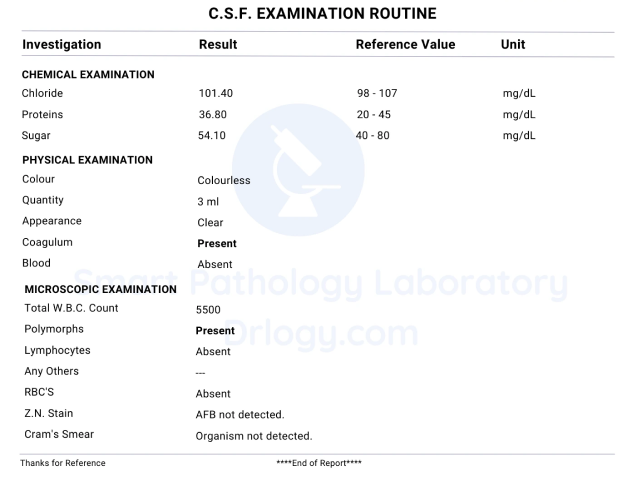 C.S.F. EXAMINATION ROUTINE
Investigation Result Reference Value Unit
CHEMICAL EXAMINATION
Chloride 101.40 98 - 107 mg/dL
Proteins 36.80 20 - 45 mg/dL
Sugar 54.10 40 - 80 mg/dL
PHYSICAL EXAMINATION
Colour Colourless
Quantity 3 ml
Appearance Clear
Coagulum Present
Blood Absent
Smart Pathology Laboratory
MICROSCOPIC EXAMINATION
Total W.B.C. Count 5500
Polymorphs Present
Drlogy.com
Lymphocytes Absent
Any Others ---
RBC'S Absent
Z.N. Stain AFB not detected.
Cram's Smear Organism not detected.
Thanks for Reference ****End of Report****